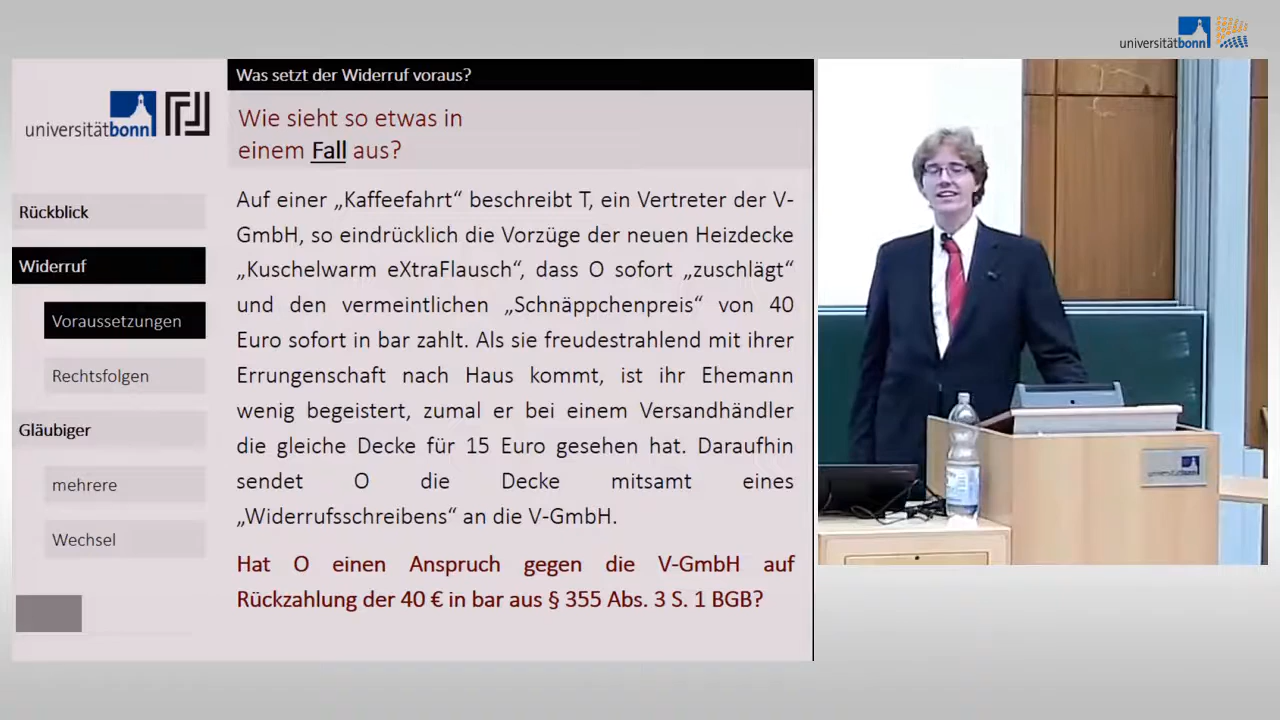 universitätbonn
Was setzt der Widerruf voraus?
universitätbonn
Wie sieht so etwas in
einem Fall aus?
Rückblick
Widerruf
Voraussetzungen
Rechtsfolgen
Gläubiger
mehrere
Wechsel
Auf einer „Kaffeefahrt“ beschreibt T, ein Vertreter der V-
GmbH, so eindrücklich die Vorzüge der neuen Heizdecke
„Kuschelwarm eXtraFlausch“, dass O sofort „zuschlägt“
und den vermeintlichen „Schnäppchenpreis“ von 40
Euro sofort in bar zahlt. Als sie freudestrahlend mit ihrer
Errungenschaft nach Haus kommt, ist ihr Ehemann
wenig begeistert, zumal er bei einem Versandhändler
die gleiche Decke für 15 Euro gesehen hat. Daraufhin
sendet O die Decke mitsamt eines
„Widerrufsschreibens“ an die V-GmbH.
Hat O einen Anspruch gegen die V-GmbH auf
Rückzahlung der 40 € in bar aus § 355 Abs. 3 S. 1 BGB?
universitätbonn